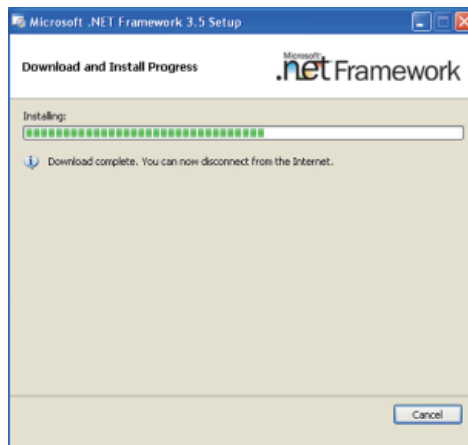 Microsoft .NET Framework 3.5 Setup
Download and Install Progress
Microsoft
.net Framework
Installing:
Download complete. You can now disconnect from the Internet.
Cancel